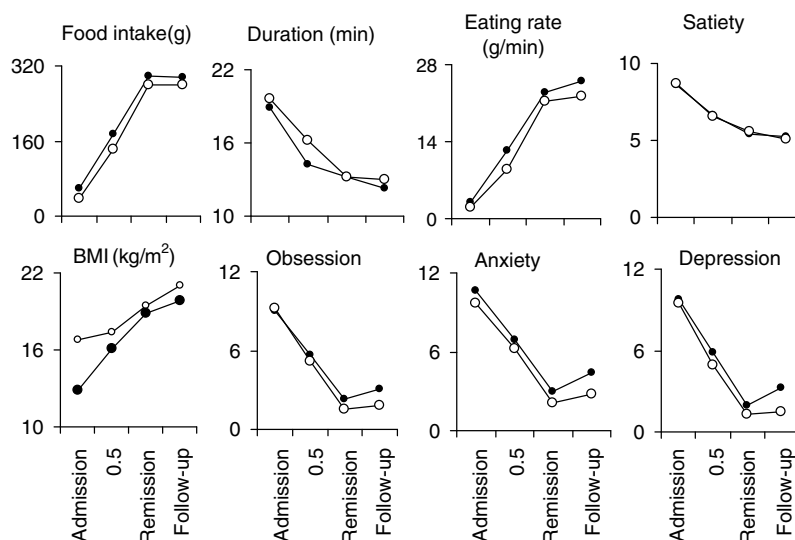 Food intake(g)
Duration (min)
Eating rate
(g/min)
Satiety
320
160
0
22
16
10
28
14
0
10
5
0
BMI (kg/m²)
Obsession
Anxiety
Depression
22
16
10
12
6
0
12
6
0
12
6
0
Admission
0.5
Remission
Follow-up
Admission
0.5
Remission
Follow-up
Admission
0.5
Remission
Follow-up
Admission
0.5
Remission
Follow-up